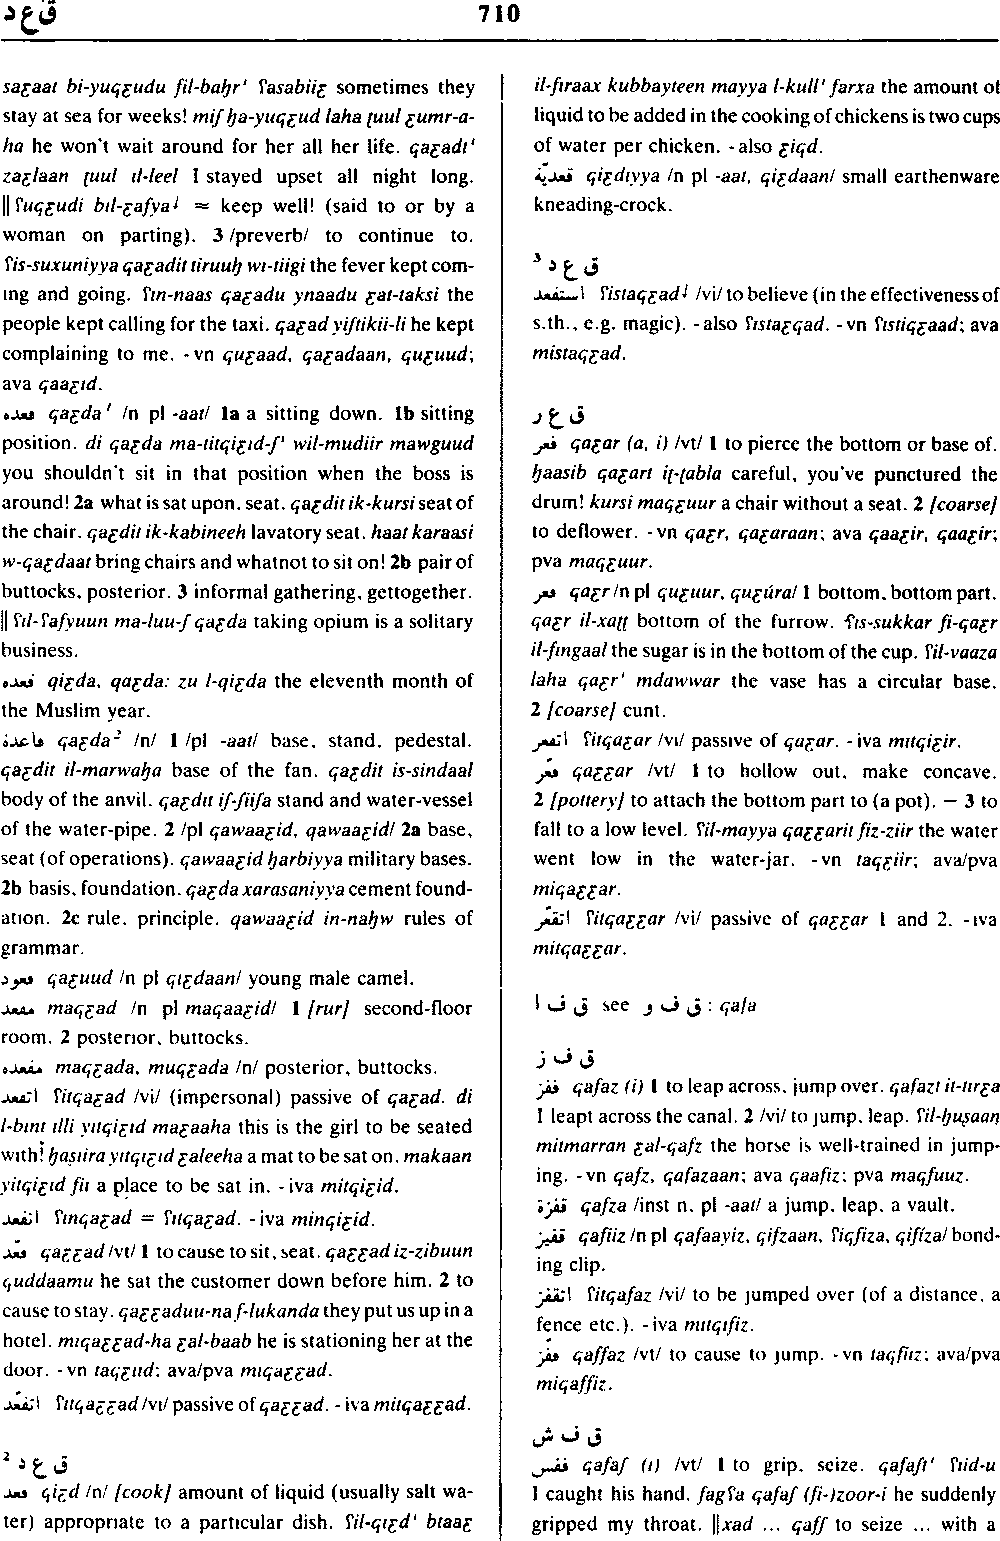 ق ع د
710
saɛaat bi-yuqɛudu fil-baḥrⁱ ʕasabiiɛ sometimes they
stay at sea for weeks! miʃ ḥa-yuqɛud laha ṭuul ɛumr-a-
ha he won't wait around for her all her life. qaɛadtⁱ
zaɛlaan ṭuul il-leel I stayed upset all night long.
‖ ʕuqɛudi bil-ɛafya↓ ≃ keep well! (said to or by a
woman on parting). 3 /preverb/ to continue to.
ʕis-suxuniyya qaɛadit tiruuḥ wi-tiigi the fever kept com-
ing and going. ʕin-naas qaɛadu ynaadu ɛat-taksi the
people kept calling for the taxi. qaɛad yiʃtikii-li he kept
complaining to me. -vn quɛaad, qaɛadaan, quɛuud;
ava qaaɛid.
قعده qaɛda¹ /n pl -aat/ 1a a sitting down. 1b sitting
position. di qaɛda ma-titqiɛid-ʃⁱ wil-mudiir mawguud
you shouldn't sit in that position when the boss is
around! 2a what is sat upon, seat. qaɛdit ik-kursi seat of
the chair. qaɛdit ik-kabineeh lavatory seat. haat karaasi
w-qaɛdaat bring chairs and whatnot to sit on! 2b pair of
buttocks, posterior. 3 informal gathering, gettogether.
‖ ʕil-ʕafyuun ma-luu-ʃ qaɛda taking opium is a solitary
business.
قعده qiɛda, qaɛda: zu l-qiɛda the eleventh month of
the Muslim year.
قاعدة qaɛda² /n/ 1 /pl -aat/ base, stand, pedestal.
qaɛdit il-marwaḥa base of the fan. qaɛdit is-sindaal
body of the anvil. qaɛdit iʃ-ʃiiʃa stand and water-vessel
of the water-pipe. 2 /pl qawaaɛid, qawaaɛid/ 2a base,
seat (of operations). qawaaɛid ḥarbiyya military bases.
2b basis, foundation. qaɛda xarasaniyya cement found-
ation. 2c rule, principle. qawaaɛid in-naḥw rules of
grammar.
قعود qaɛuud /n pl qiɛdaan/ young male camel.
مقعد maqɛad /n pl maqaaɛid/ 1 [rur] second-floor
room. 2 posterior, buttocks.
مقعده maqɛada, muqɛada /n/ posterior, buttocks.
اتقعد ʕitqaɛad /vi/ (impersonal) passive of qaɛad. di
l-bint illi yitqiɛid maɛaaha this is the girl to be seated
with! ḥaṣiira yitqiɛid ɛaleeha a mat to be sat on. makaan
yitqiɛid fii a place to be sat in. -iva mitqiɛid.
انقعد ʕinqaɛad = ʕitqaɛad. -iva minqiɛid.
قعّد qaɛɛad /vt/ 1 to cause to sit, seat. qaɛɛad iz-zibuun
quddaamu he sat the customer down before him. 2 to
cause to stay. qaɛɛaduu-na f-lukanda they put us up in a
hotel. miqaɛɛad-ha ɛal-baab he is stationing her at the
door. -vn taqɛiid; ava/pva miqaɛɛad.
اتقعّد ʕitqaɛɛad /vi/ passive of qaɛɛad. -iva mitqaɛɛad.
ق ع د ²
قعد qiɛd /n/ [cook] amount of liquid (usually salt wa-
ter) appropriate to a particular dish. ʕil-qiɛdⁱ btaaɛ
il-firaax kubbayteen mayya l-kullⁱ farxa the amount of
liquid to be added in the cooking of chickens is two cups
of water per chicken. -also ɛiqd.
قعديّة qiɛdiyya /n pl -aat, qiɛdaan/ small earthenware
kneading-crock.
ق ع د ³
استقعد ʕistaqɛad↓ /vi/ to believe (in the effectiveness of
s.th., e.g. magic). -also ʕistaɛqad. -vn ʕistiqɛaad; ava
mistaqɛad.
ق ع ر
قعر qaɛar (a, i) /vt/ 1 to pierce the bottom or base of.
ḥaasib qaɛart iṭ-ṭabla careful, you've punctured the
drum! kursi maqɛuur a chair without a seat. 2 [coarse]
to deflower. -vn qaɛr, qaɛaraan; ava qaaɛir, qaaɛir;
pva maqɛuur.
قعر qaɛr /n pl quɛuur, quɛúra/ 1 bottom, bottom part.
qaɛr il-xaṭṭ bottom of the furrow. ʕis-sukkar fi-qaɛr
il-fingaal the sugar is in the bottom of the cup. ʕil-vaaza
laha qaɛrⁱ mdawwar the vase has a circular base.
2 [coarse] cunt.
اتقعر ʕitqaɛar /vi/ passive of qaɛar. -iva mitqiɛir.
قعّر qaɛɛar /vt/ 1 to hollow out, make concave.
2 [pottery] to attach the bottom part to (a pot). – 3 to
fall to a low level. ʕil-mayya qaɛɛarit fiz-ziir the water
went low in the water-jar. -vn taqɛiir; ava/pva
miqaɛɛar.
اتقعّر ʕitqaɛɛar /vi/ passive of qaɛɛar 1 and 2. -iva
mitqaɛɛar.
ق ف ا see ق ف و : qafa
ق ف ز
قفز qafaz (i) 1 to leap across, jump over. qafazt it-tirɛa
I leapt across the canal. 2 /vi/ to jump, leap. ʕil-ḥuṣaan
mitmarran ɛal-qafz the horse is well-trained in jump-
ing. -vn qafz, qafazaan; ava qaafiz; pva maqfuuz.
قفزة qafza /inst n, pl -aat/ a jump, leap, a vault.
قفيز qafiiz /n pl qafaayiz, qifzaan, ʕiqfiza, qifíza/ bond-
ing clip.
اتقفز ʕitqafaz /vi/ to be jumped over (of a distance, a
fence etc.). -iva mitqifiz.
قفّز qaffaz /vt/ to cause to jump. -vn taqfiiz; ava/pva
miqaffiz.
ق ف ش
قفش qafaʃ (i) /vt/ 1 to grip, seize. qafaʃtⁱ ʕiid-u
I caught his hand. fagʕa qafaʃ (fi-)zoor-i he suddenly
gripped my throat. ‖xad ... qafʃ to seize ... with a